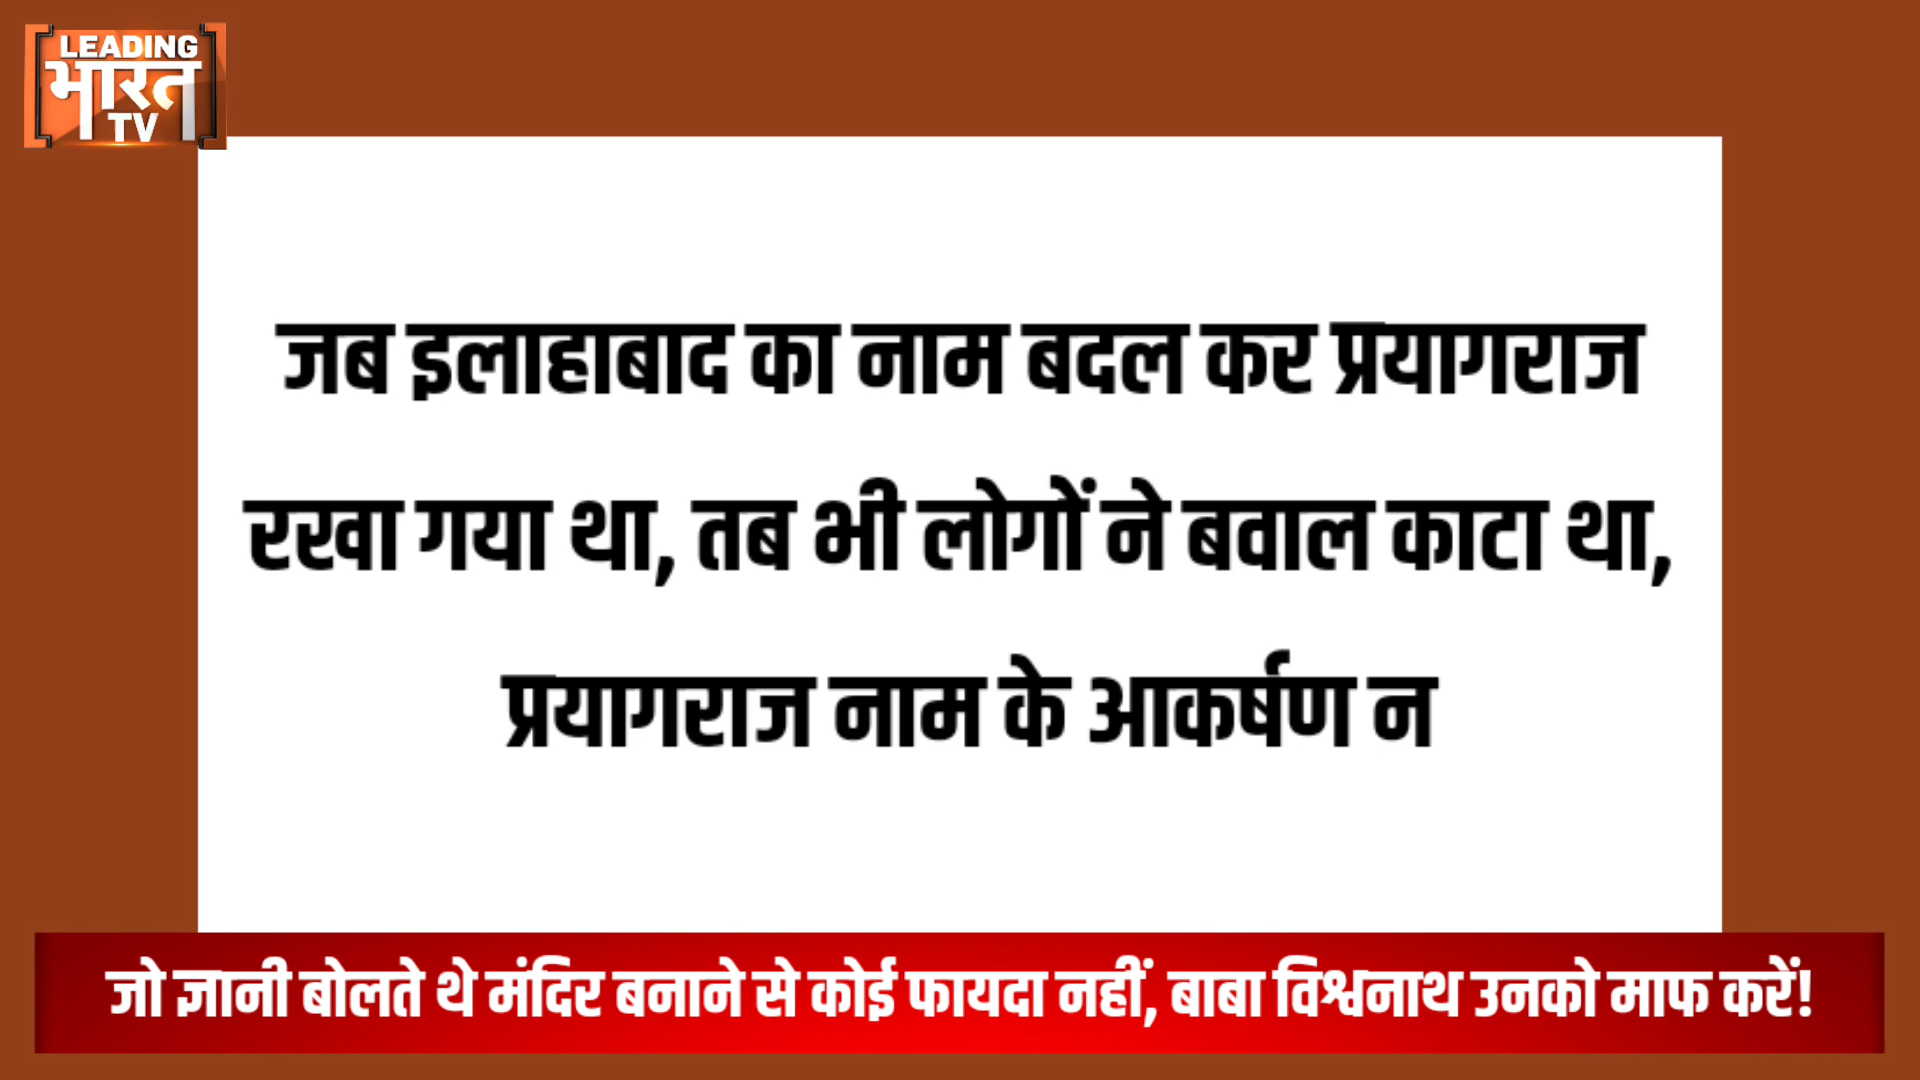 LEADING
भारत
TV
जब इलाहाबाद का नाम बदल कर प्रयागराज
रखा गया था, तब भी लोगों ने बवाल काटा था,
प्रयागराज नाम के आकर्षण न
जो ज्ञानी बोलते थे मंदिर बनाने से कोई फायदा नहीं, बाबा विश्वनाथ उनको माफ करें!